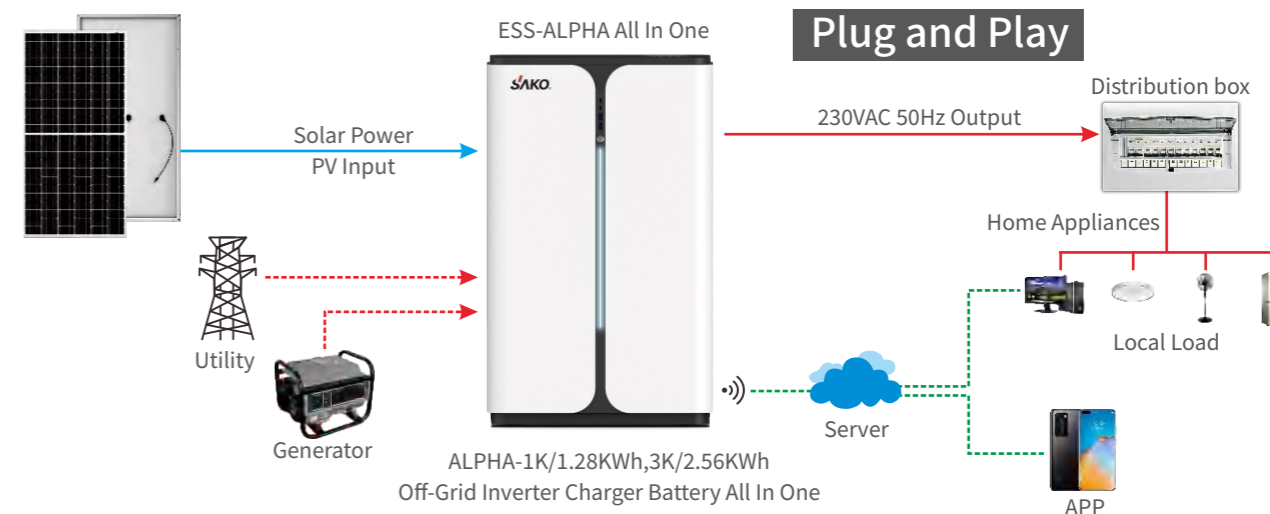 ESS-ALPHA All In One
Plug and Play
SAKO
Distribution box
230VAC 50Hz Output
Solar Power
PV Input
Home Appliances
Utility
Local Load
Generator
Server
ALPHA-1K/1.28KWh,3K/2.56KWh
Off-Grid Inverter Charger Battery All In One
APP